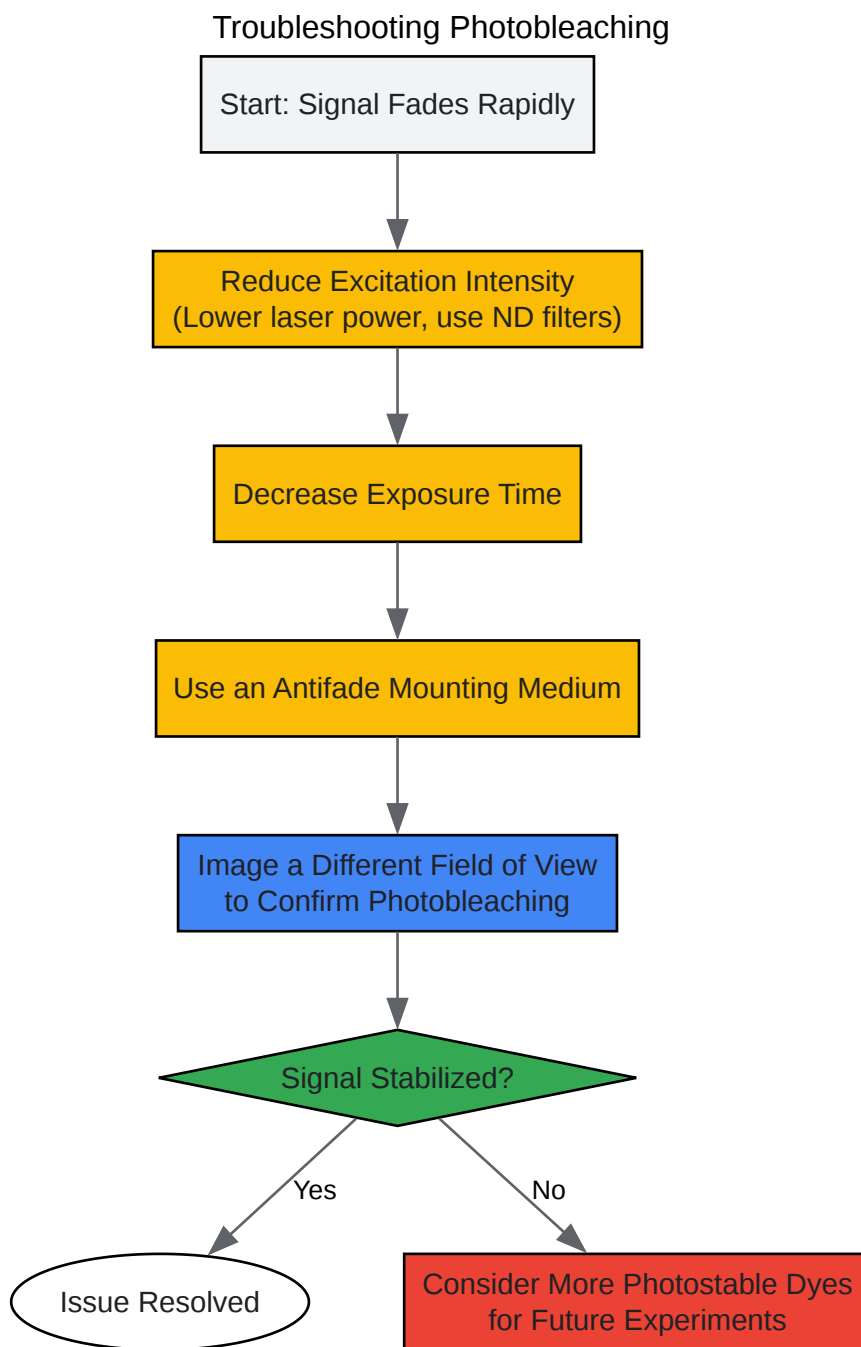 Troubleshooting Photobleaching
Start: Signal Fades Rapidly
Reduce Excitation Intensity
(Lower laser power, use ND filters)
Decrease Exposure Time
Use an Antifade Mounting Medium
Image a Different Field of View
to Confirm Photobleaching
Signal Stabilized?
Yes
No
Issue Resolved
Consider More Photostable Dyes
for Future Experiments